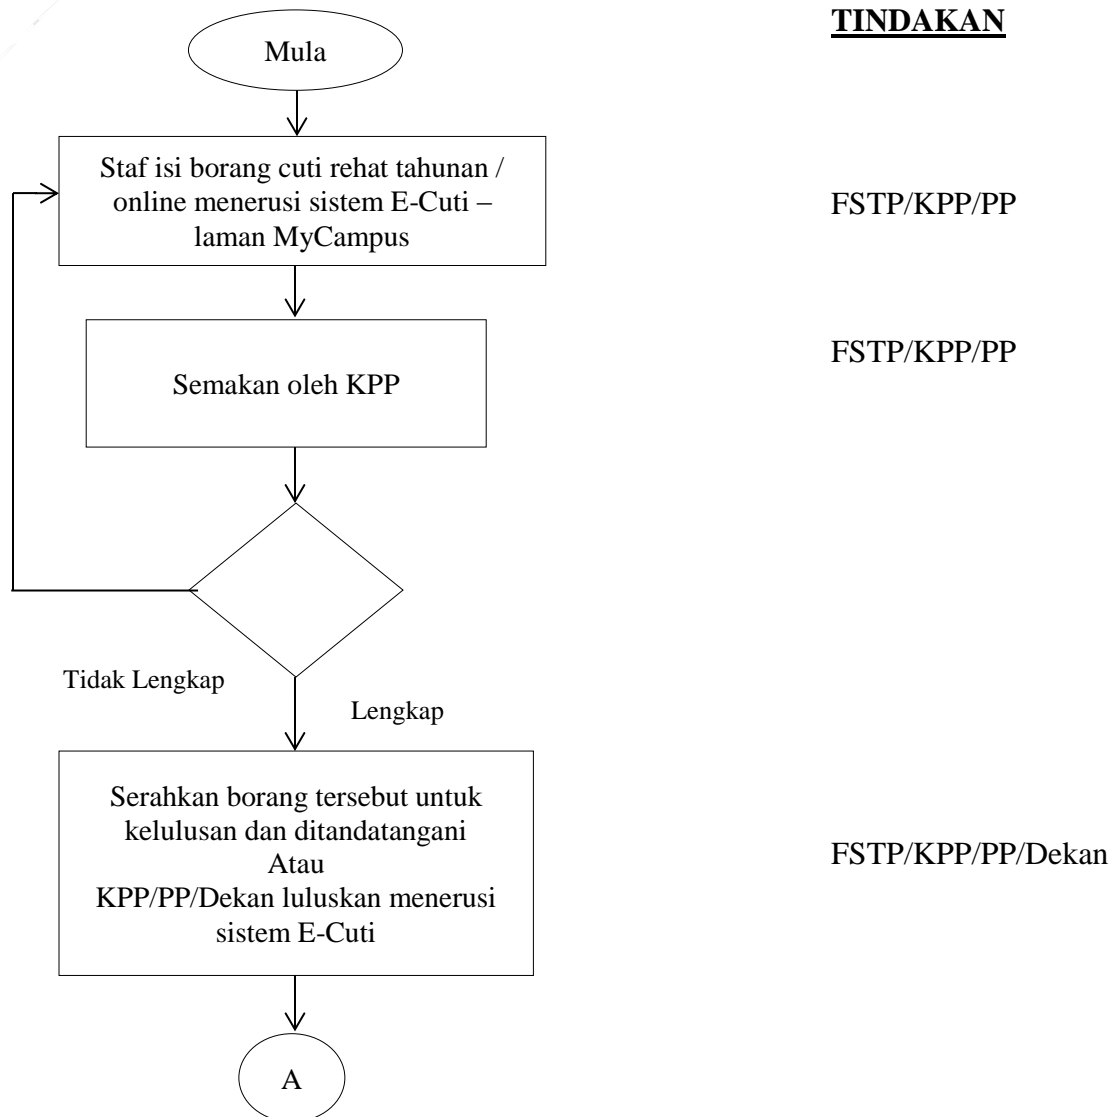 TINDAKAN
Mula
Staf isi borang cuti rehat tahunan /
online menerusi sistem E-Cuti –
laman MyCampus
FSTP/KPP/PP
Semakan oleh KPP
FSTP/KPP/PP
Tidak Lengkap
Lengkap
Serahkan borang tersebut untuk
kelulusan dan ditandatangani
Atau
KPP/PP/Dekan luluskan menerusi
sistem E-Cuti
FSTP/KPP/PP/Dekan
A